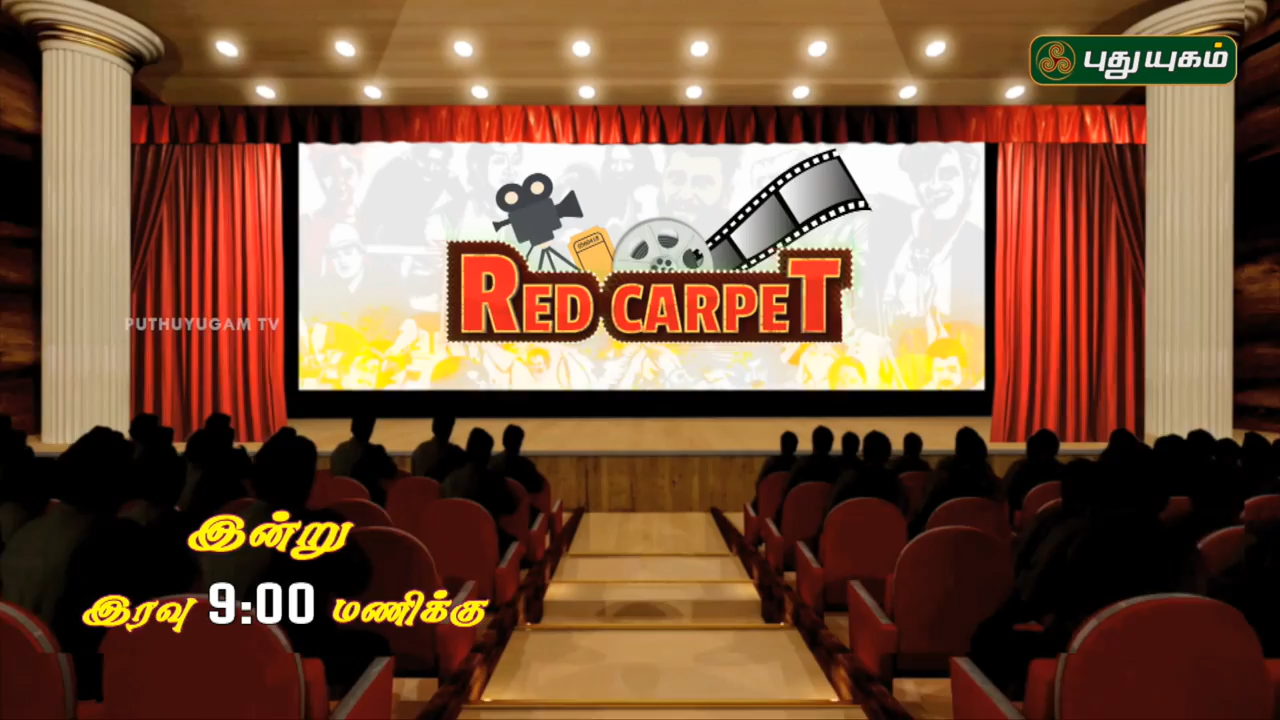 புதுயுகம்
RED CARPET
PUTHUYUGAM TV
இன்று
இரவு 9:00 மணிக்கு